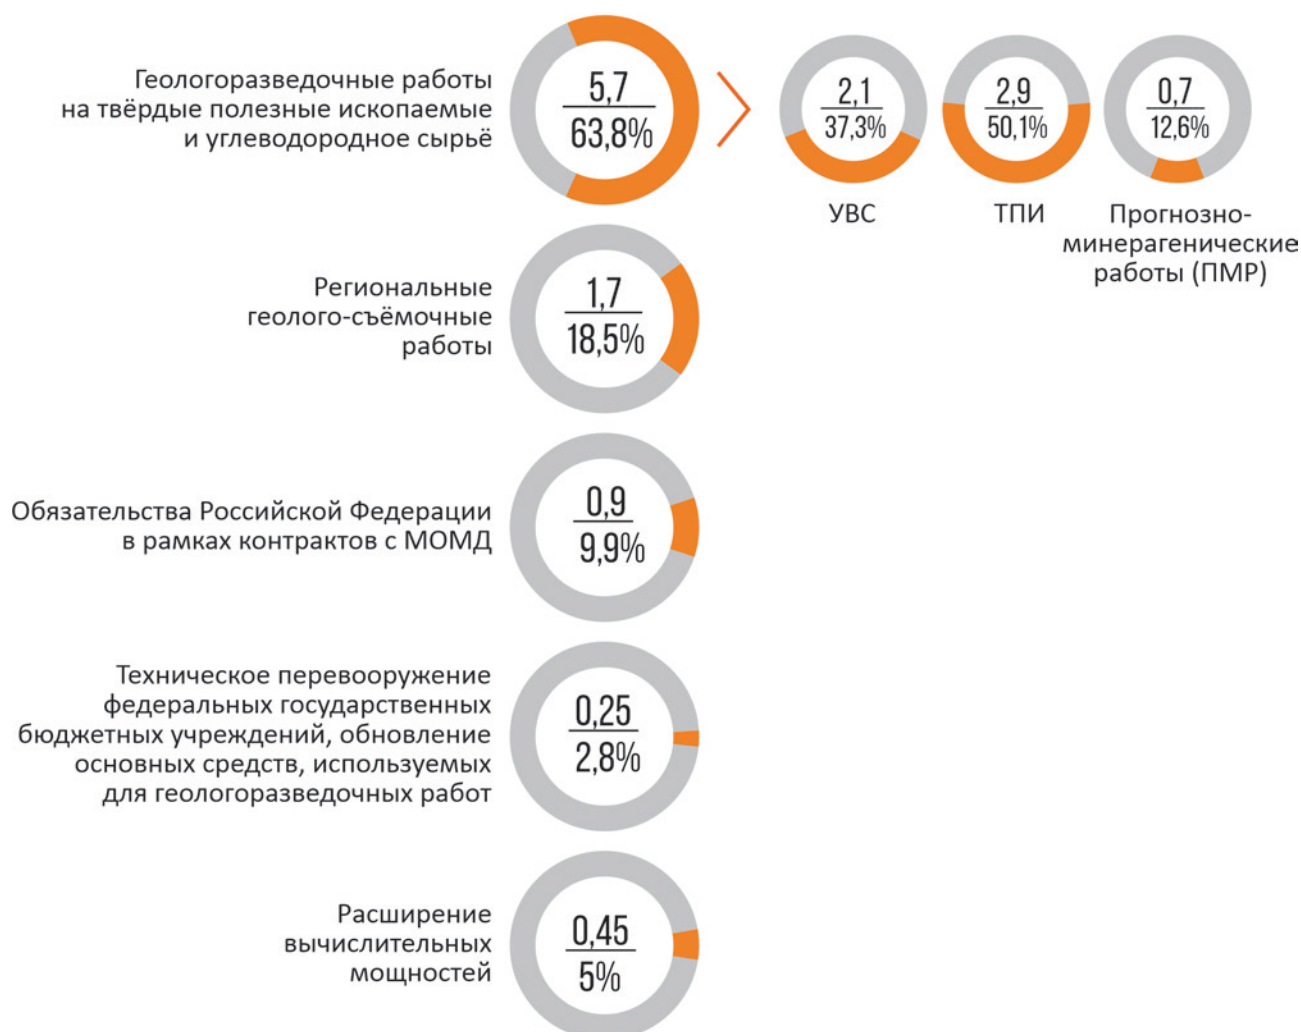 Геологоразведочные работы
на твёрдые полезные ископаемые
и углеводородное сырьё
5,7
63,8%
2,1
37,3%
УВС
2,9
50,1%
ТПИ
0,7
12,6%
Прогнозно-
минерагенические
работы (ПМР)
Региональные
геолого-съёмочные
работы
1,7
18,5%
Обязательства Российской Федерации
в рамках контрактов с МОМД
0,9
9,9%
Техническое перевооружение
федеральных государственных
бюджетных учреждений, обновление
основных средств, используемых
для геологоразведочных работ
0,25
2,8%
Расширение
вычислительных
мощностей
0,45
5%